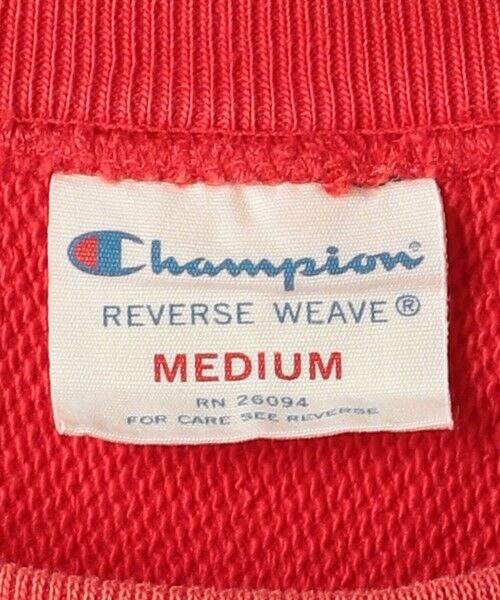 Champion®
REVERSE WEAVE®
MEDIUM
RN 26094
FOR CARE SEE REVERSE